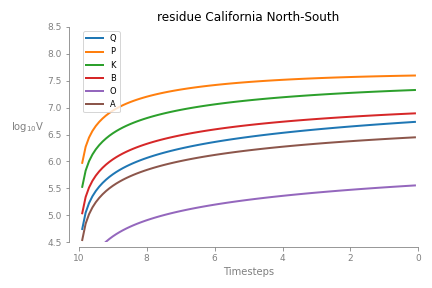 residue California North-South
8.5
8.0
7.5
7.0
6.5
6.0
5.5
5.0
4.5
log₁₀V
Q
P
K
B
O
A
10 8 6 4 2 0
Timesteps